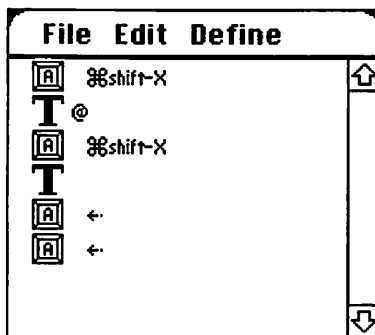 File Edit Define
A ⌘shift-X
T @
A ⌘shift-X
T
A ←
A ←